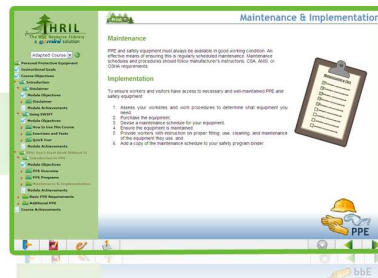 THRIL
The HSE Resource Library
Adapted Course
Personal Protective Equipment
Instructional Goals
Course Objectives
Introduction
Disclaimer
Module Objectives
Disclaimer
Module Achievements
Using SWIFT
Module Objectives
How to Use This Course
Exercises and Tests
Quick Tour
Module Achievements
Introduction to PPE
Module Objectives
PPE Overview
PPE Programs
Maintenance & Implementation
Module Achievements
Basic PPE Requirements
Additional PPE
Course Achievements
Maintenance & Implementation
Maintenance
PPE and safety equipment must always be available in good working condition. An
effective means of ensuring this is regularly scheduled maintenance. Maintenance
schedules and procedures should follow manufacturer's instructions, CSA, ANSI, or
OSHA requirements.
Implementation
To ensure workers and visitors have access to necessary and well-maintained PPE and
safety equipment:
1. Assess your worksites and work procedures to determine what equipment you
need;
2. Purchase the equipment;
3. Devise a maintenance schedule for your equipment;
4. Ensure the equipment is maintained;
5. Provide workers with instruction on proper fitting, use, cleaning, and maintenance
of the equipment they use; and
6. Add a copy of the maintenance schedule to your safety program binder.
PPE